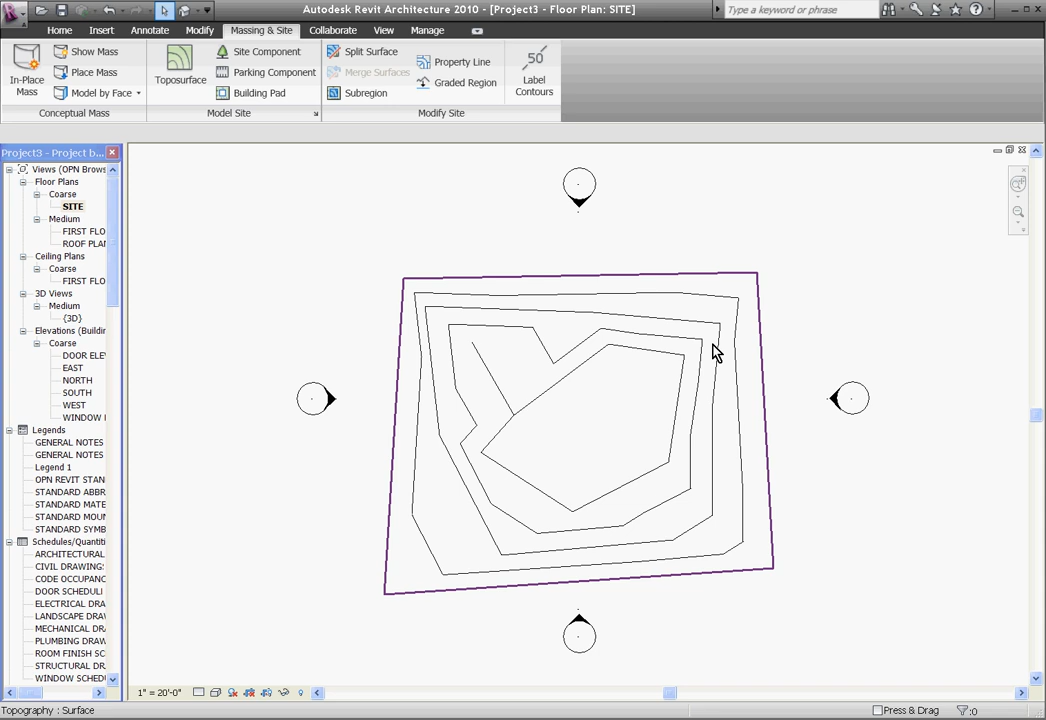 Autodesk Revit Architecture 2010 - [Project3 - Floor Plan: SITE]
Type a keyword or phrase
Home
Insert
Annotate
Modify
Massing & Site
Collaborate
View
Manage
In-Place
Mass
Show Mass
Place Mass
Model by Face
Conceptual Mass
Toposurface
Site Component
Parking Component
Building Pad
Model Site
Split Surface
Merge Surfaces
Subregion
Property Line
Graded Region
50
Label
Contours
Modify Site
Project3 - Project b...
Views (OPN Brows
Floor Plans
Coarse
SITE
Medium
FIRST FLO
ROOF PLAN
Ceiling Plans
Coarse
FIRST FLO
3D Views
Medium
{3D}
Elevations (Buildin
Coarse
DOOR ELE
EAST
NORTH
SOUTH
WEST
WINDOW
Legends
GENERAL NOTES
GENERAL NOTES
Legend 1
OPN REVIT STAN
STANDARD ABBR
STANDARD MATE
STANDARD MOUN
STANDARD SYMB
Schedules/Quantiti
ARCHITECTURAL
CIVIL DRAWING
CODE OCCUPANC
DOOR SCHEDULI
ELECTRICAL DRA
LANDSCAPE DRAW
MECHANICAL DRA
PLUMBING DRAW
ROOM FINISH SC
STRUCTURAL DR
WINDOW SCHEDU
1" = 20'-0"
Topography : Surface
Press & Drag
:0